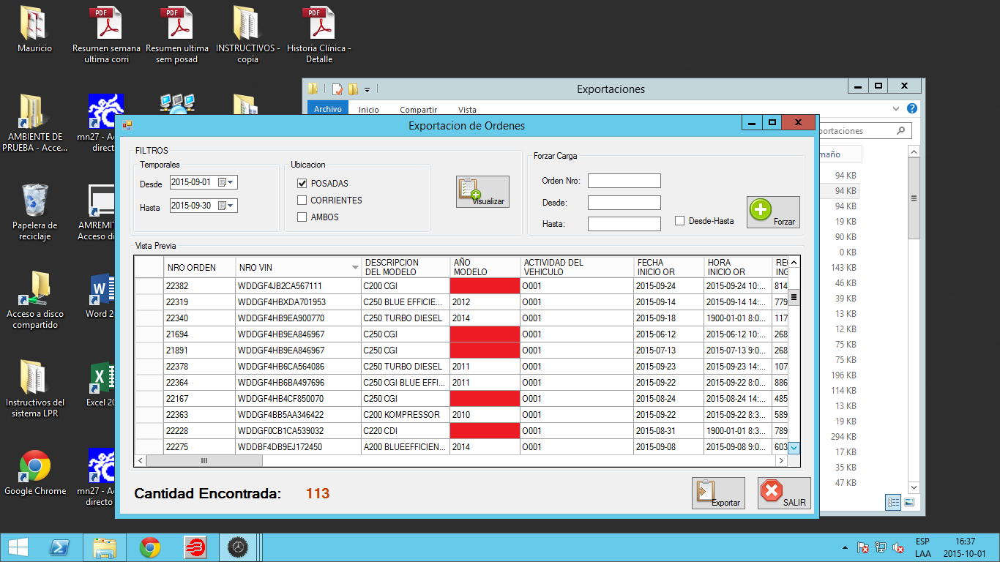 Mauricio
Resumen semana
ultima corri
Resumen ultima
sem posad
INSTRUCTIVOS -
copia
Historia Clínica -
Detalle
AMBIENTE DE
PRUEBA - Acce...
mn27 - Ac
direct
Papelera de
reciclaje
AMREMIT
Acceso di
Acceso a disco
compartido
Word 20
Instructivos del
sistema LPR
Excel 20
Google Chrome
mn27 - Ac
directo
Exportaciones
Archivo Inicio Compartir Vista
portaciones
maño
94 KB
94 KB
94 KB
19 KB
90 KB
0 KB
143 KB
46 KB
39 KB
13 KB
12 KB
75 KB
75 KB
196 KB
114 KB
13 KB
19 KB
294 KB
17 KB
35 KB
47 KB
Exportacion de Ordenes
FILTROS
Temporales
Desde 2015-09-01
Hasta 2015-09-30
Ubicacion
POSADAS
CORRIENTES
AMBOS
Visualizar
Forzar Carga
Orden Nro:
Desde:
Hasta:
Desde-Hasta
Forzar
Vista Previa
NRO ORDEN NRO VIN DESCRIPCION DEL MODELO AÑO MODELO ACTIVIDAD DEL VEHICULO FECHA INICIO OR HORA INICIO OR REC ING
22382 WDDGF4JB2CA567111 C200 CGI O001 2015-09-24 2015-09-24 10:... 814
22319 WDDGF4HBXDA701953 C250 BLUE EFFICIE... 2012 O001 2015-09-14 2015-09-14 14:... 779
22340 WDDGF4HB9EA900770 C250 TURBO DIESEL 2014 O001 2015-09-18 1900-01-01 8:0... 117
21694 WDDGF4HB9EA846967 C250 CGI O001 2015-06-12 2015-06-12 10:... 268
21891 WDDGF4HB9EA846967 C250 CGI O001 2015-07-13 2015-07-13 9:0... 268
22378 WDDGF4HB6CA564086 C250 TURBO DIESEL 2011 O001 2015-09-23 2015-09-23 14:... 107
22364 WDDGF4HB6BA497696 C250 CGI BLUE EFFI... 2011 O001 2015-09-22 2015-09-22 8:0... 886
22167 WDDGF4HB4CF850070 C250 CGI O001 2015-08-24 2015-08-24 14:... 485
22363 WDDGF4BB5AA346422 C200 KOMPRESSOR 2010 O001 2015-09-22 2015-09-22 8:3... 589
22228 WDDGF0CB1CA539032 C220 CDI O001 2015-08-31 1900-01-01 8:3... 789
22275 WDDBF4DB9EJ172450 A200 BLUEEFFICIEN... 2014 O001 2015-09-08 2015-09-08 9:0... 603
Cantidad Encontrada: 113
Exportar
SALIR
ESP
LAA
16:37
2015-10-01